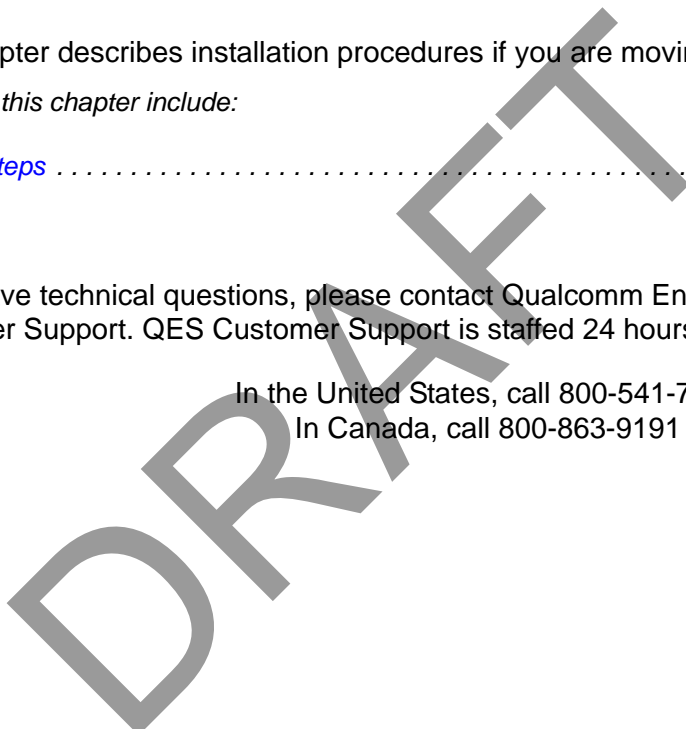 pter describes installation procedures if you are movi
this chapter include:
teps . . . . . . . . . . . . . . . . . . . . . . . . . . . . . . . . . . . . . . . . . . .
ve technical questions, please contact Qualcomm En
er Support. QES Customer Support is staffed 24 hours
In the United States, call 800-541-7
In Canada, call 800-863-9191
DRAFT